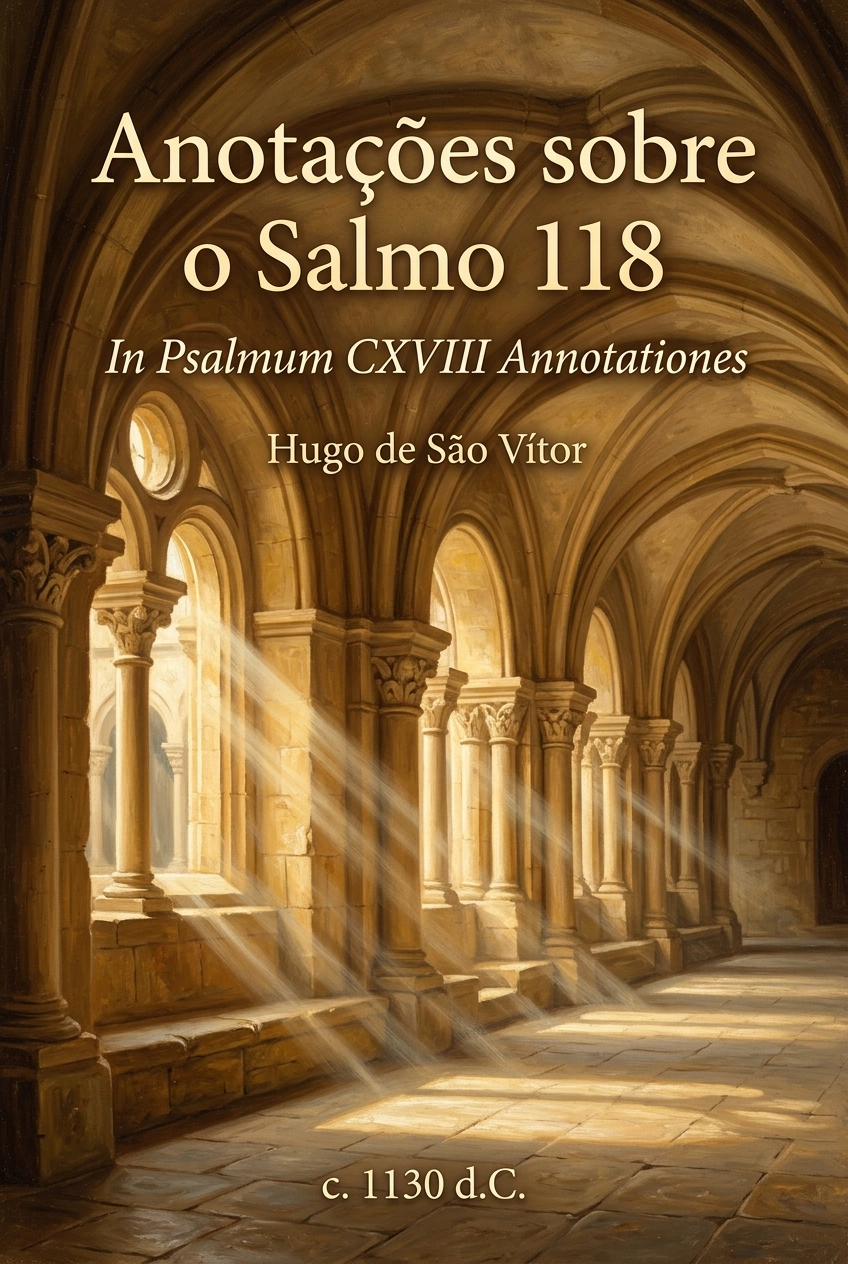 Anotações sobre
o Salmo 118
In Psalmum CXVIII Annotationes
Hugo de São Vítor
c. 1130 d.C.